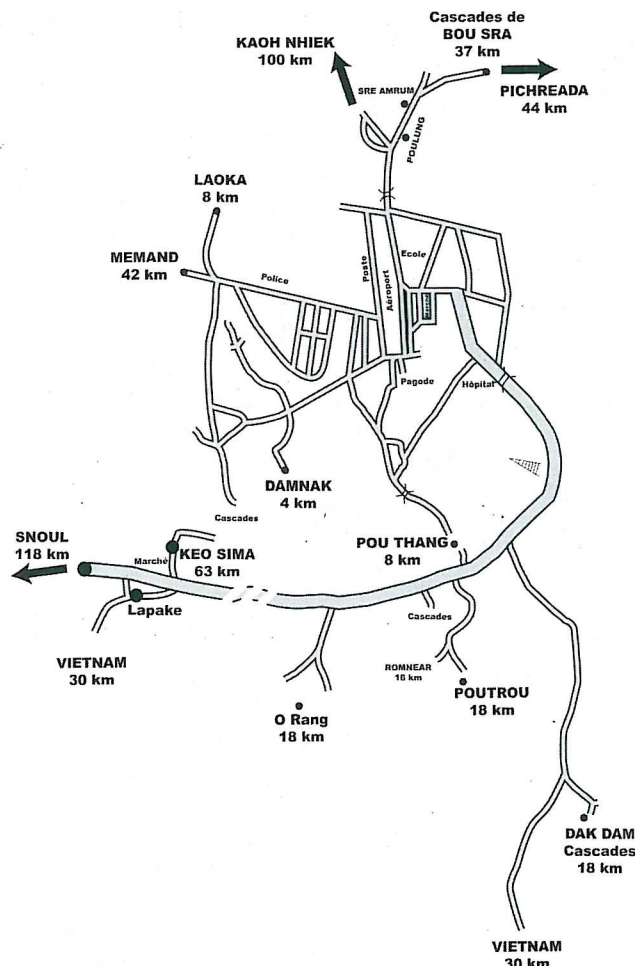 Cascades de
BOU SRA
37 km
KAOH NHIEK
100 km
PICHREADA
44 km
SRE AMRUM
POULUNG
LAOKA
8 km
MEMAND
42 km
Police
Poste
Aéroport
Ecole
Marché
Pagode
Hôpital
DAMNAK
4 km
Cascades
SNOUL
118 km
Marché
KEO SIMA
63 km
POU THANG
8 km
Lapake
Cascades
VIETNAM
30 km
ROMNEAR
16 km
POUTROU
18 km
O Rang
18 km
DAK DAM
Cascades
18 km
VIETNAM
30 km